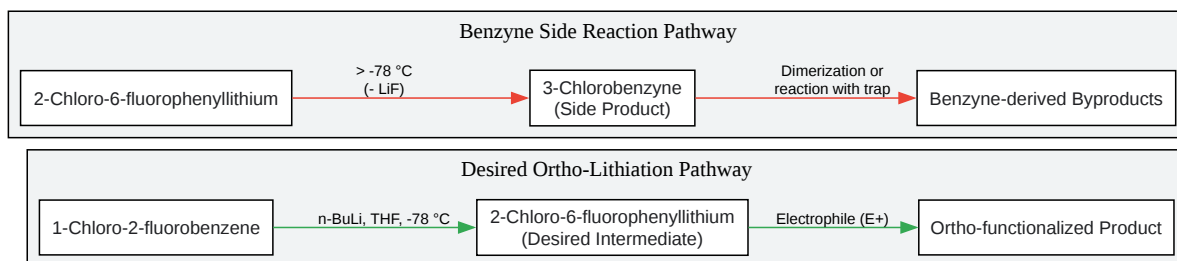 Benzyne Side Reaction Pathway
2-Chloro-6-fluorophenyllithium
> -78 °C
(- LiF)
3-Chlorobenzyne
(Side Product)
Dimerization or
reaction with trap
Benzyne-derived Byproducts
Desired Ortho-Lithiation Pathway
1-Chloro-2-fluorobenzene
n-BuLi, THF, -78 °C
2-Chloro-6-fluorophenyllithium
(Desired Intermediate)
Electrophile (E+)
Ortho-functionalized Product